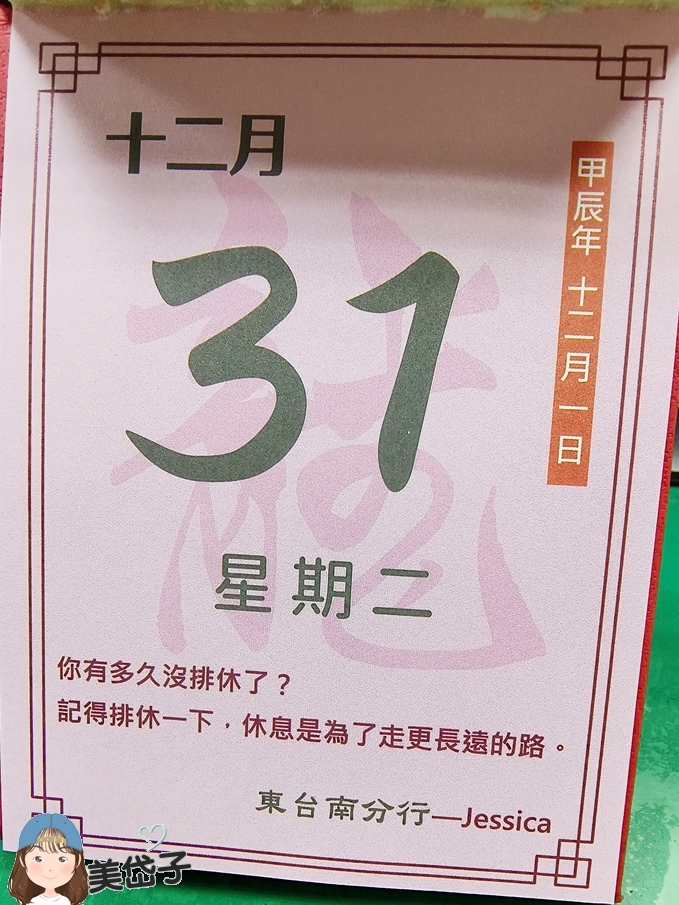 十二月
甲辰年 十二月一日
31
星期二
你有多久沒排休了？
記得排休一下，休息是為了走更長遠的路。
東台南分行—Jessica
美岱子
龍